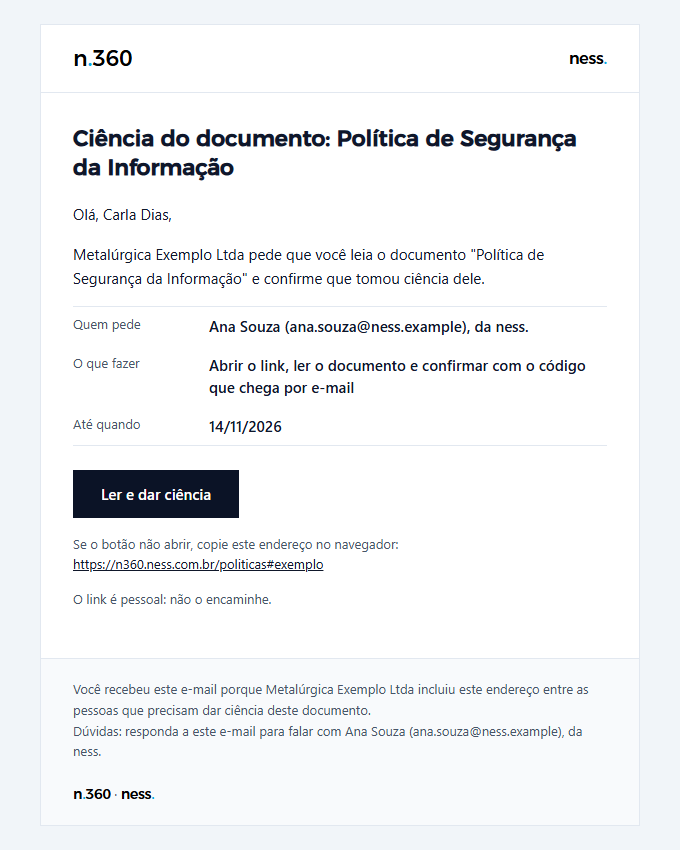 n.360
ness.
Ciência do documento: Política de Segurança
da Informação
Olá, Carla Dias,
Metalúrgica Exemplo Ltda pede que você leia o documento "Política de
Segurança da Informação" e confirme que tomou ciência dele.
Quem pede
Ana Souza (ana.souza@ness.example), da ness.
O que fazer
Abrir o link, ler o documento e confirmar com o código
que chega por e-mail
Até quando
14/11/2026
Ler e dar ciência
Se o botão não abrir, copie este endereço no navegador:
https://n360.ness.com.br/politicas#exemplo
O link é pessoal: não o encaminhe.
Você recebeu este e-mail porque Metalúrgica Exemplo Ltda incluiu este endereço entre as
pessoas que precisam dar ciência deste documento.
Dúvidas: responda a este e-mail para falar com Ana Souza (ana.souza@ness.example), da
ness.
n.360 · ness.